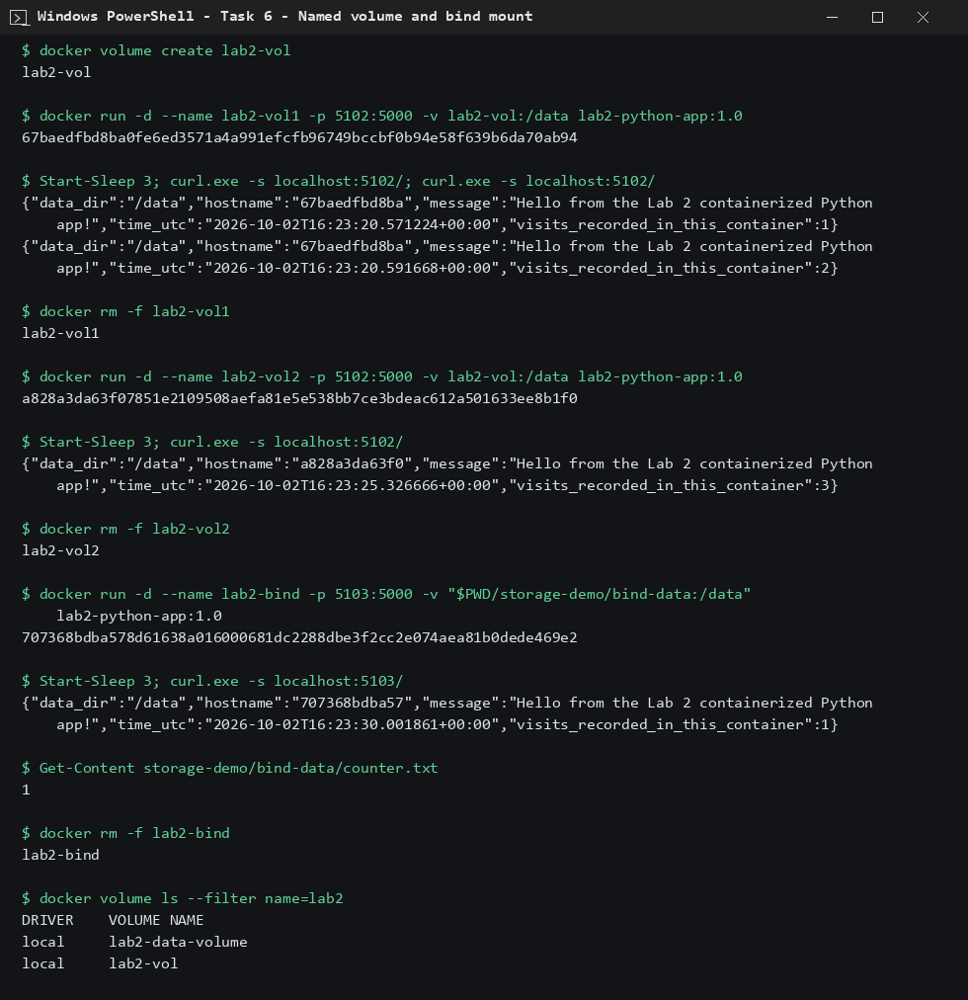 Windows PowerShell - Task 6 - Named volume and bind mount
$ docker volume create lab2-vol
lab2-vol
$ docker run -d --name lab2-vol1 -p 5102:5000 -v lab2-vol:/data lab2-python-app:1.0
67baedfbd8ba0fe6ed3571a4a991efcfb96749bccbf0b94e58f639b6da70ab94
$ Start-Sleep 3; curl.exe -s localhost:5102/; curl.exe -s localhost:5102/
{"data_dir":"/data","hostname":"67baedfbd8ba","message":"Hello from the Lab 2 containerized Python
app!","time_utc":"2026-10-02T16:23:20.571224+00:00","visits_recorded_in_this_container":1}
{"data_dir":"/data","hostname":"67baedfbd8ba","message":"Hello from the Lab 2 containerized Python
app!","time_utc":"2026-10-02T16:23:20.591668+00:00","visits_recorded_in_this_container":2}
$ docker rm -f lab2-vol1
lab2-vol1
$ docker run -d --name lab2-vol2 -p 5102:5000 -v lab2-vol:/data lab2-python-app:1.0
a828a3da63f07851e2109508aefa81e5e538bb7ce3bdeac612a501633ee8b1f0
$ Start-Sleep 3; curl.exe -s localhost:5102/
{"data_dir":"/data","hostname":"a828a3da63f0","message":"Hello from the Lab 2 containerized Python
app!","time_utc":"2026-10-02T16:23:25.326666+00:00","visits_recorded_in_this_container":3}
$ docker rm -f lab2-vol2
lab2-vol2
$ docker run -d --name lab2-bind -p 5103:5000 -v "$PWD/storage-demo/bind-data:/data"
lab2-python-app:1.0
707368bdba578d61638a016000681dc2288dbe3f2cc2e074aea81b0dede469e2
$ Start-Sleep 3; curl.exe -s localhost:5103/
{"data_dir":"/data","hostname":"707368bdba57","message":"Hello from the Lab 2 containerized Python
app!","time_utc":"2026-10-02T16:23:30.001861+00:00","visits_recorded_in_this_container":1}
$ Get-Content storage-demo/bind-data/counter.txt
1
$ docker rm -f lab2-bind
lab2-bind
$ docker volume ls --filter name=lab2
DRIVER    VOLUME NAME
local     lab2-data-volume
local     lab2-vol